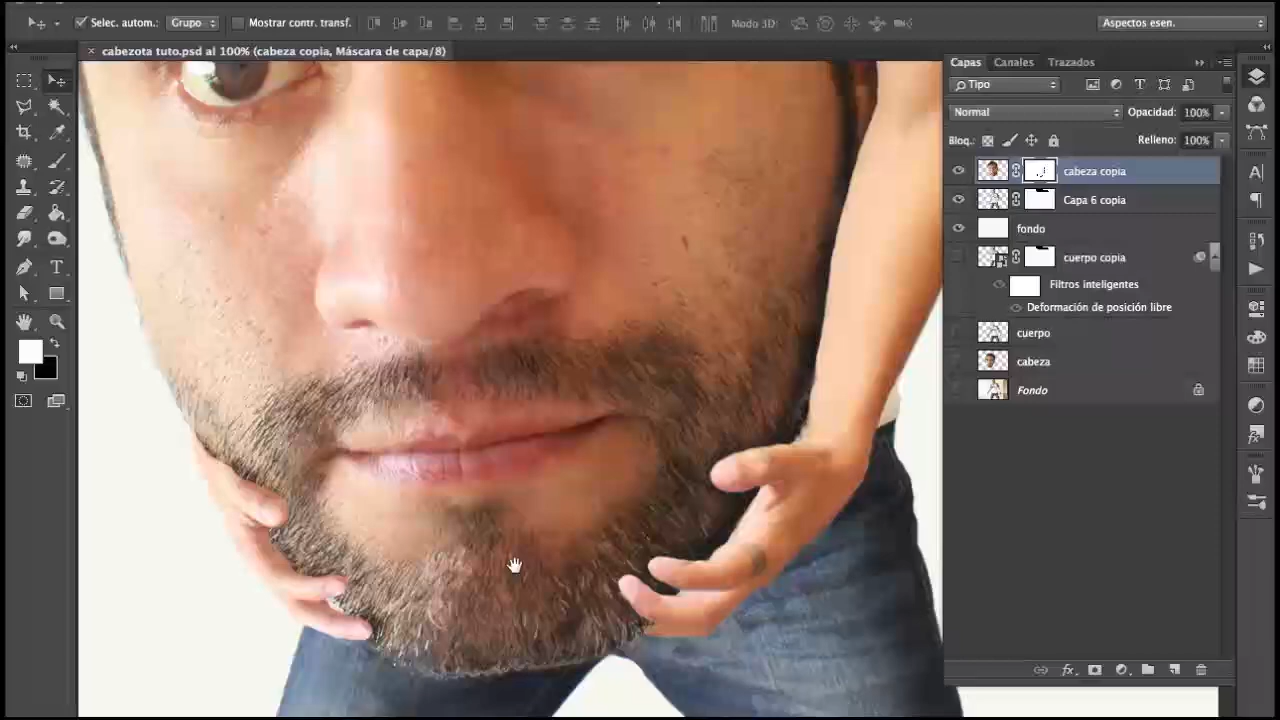 Selec. autom.: Grupo Mostrar contr. transf. Modo 3D: Aspectos esen.
cabezota tuto.psd al 100% (cabeza copia, Máscara de capa/8)
Capas Canales Trazados
Tipo
Normal Opacidad: 100%
Bloq.: Relleno: 100%
cabeza copia
Capa 6 copia
fondo
cuerpo copia
Filtros inteligentes
Deformación de posición libre
cuerpo
cabeza
Fondo